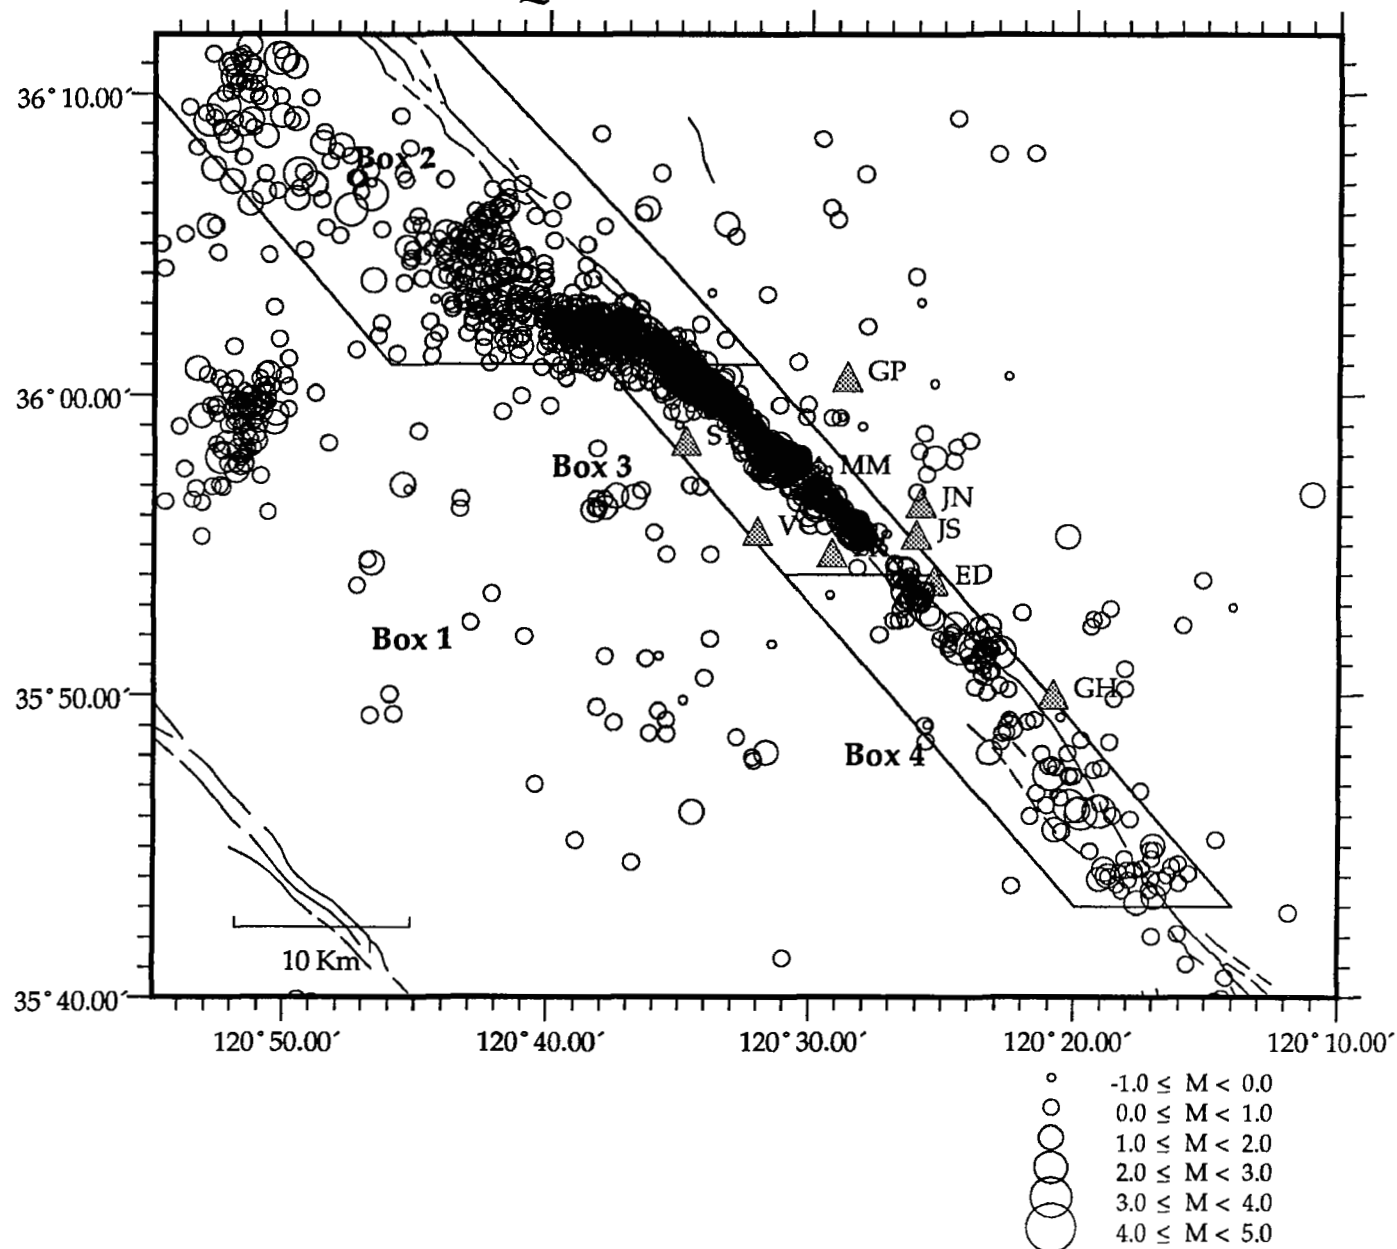 36°10.00′
Box 2
GP
36°00.00′
Box 3
MM
JN
JS
ED
Box 1
35°50.00′
GH
Box 4
10 Km
35°40.00′
120°50.00′ 120°40.00′ 120°30.00′ 120°20.00′ 120°10.00′
-1.0 ≤ M < 0.0
0.0 ≤ M < 1.0
1.0 ≤ M < 2.0
2.0 ≤ M < 3.0
3.0 ≤ M < 4.0
4.0 ≤ M < 5.0